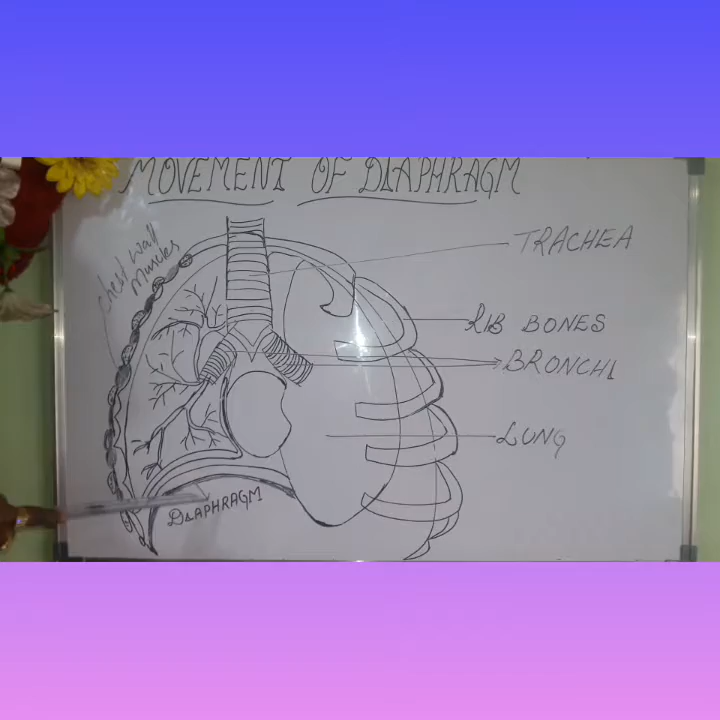 MOVEMENT OF DIAPHRAGM
Chest wall
Muscles
TRACHEA
RIB BONES
BRONCHI
LUNG
DIAPHRAGM